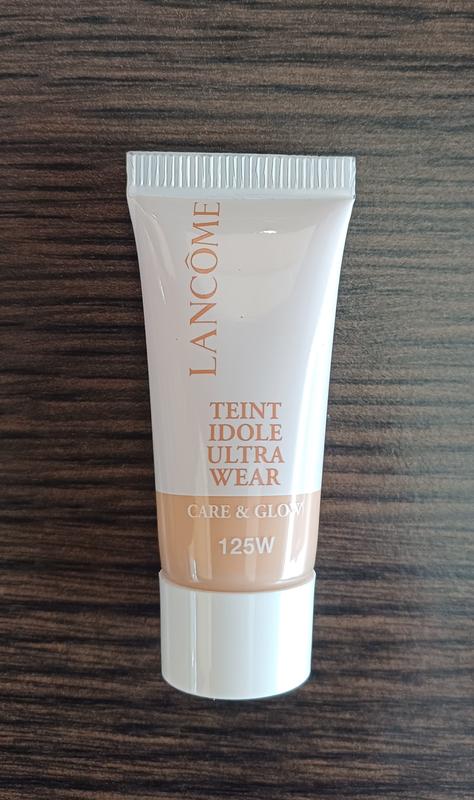 LANCÔME
TEINT
IDOLE
ULTRA
WEAR
CARE & GLOW
125W